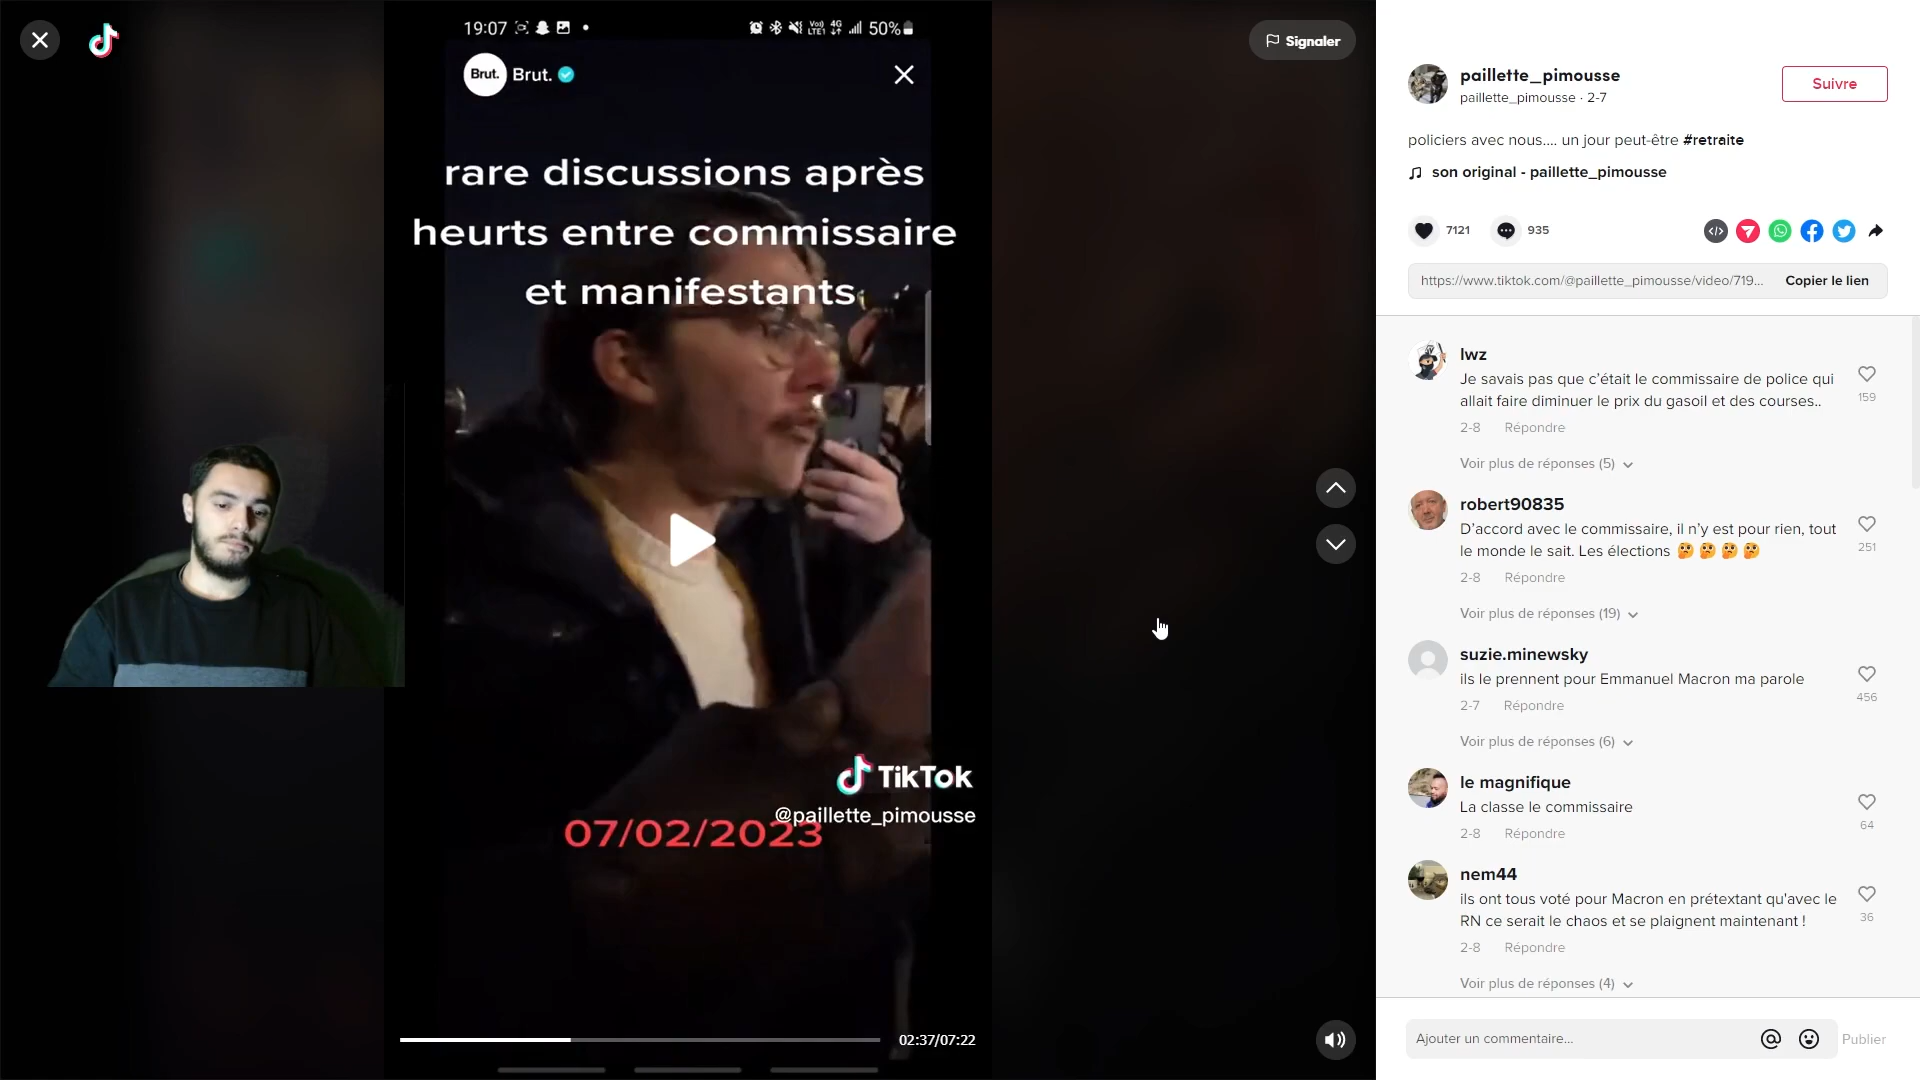 19:07
50%
Signaler
Brut. Brut.
rare discussions après
heurts entre commissaire
et manifestants
TikTok
@paillette_pimousse
07/02/2023
02:37/07:22
paillette_pimousse
paillette_pimousse · 2-7
Suivre
policiers avec nous.... un jour peut-être #retraite
son original - paillette_pimousse
7121
935
https://www.tiktok.com/@paillette_pimousse/video/719...
Copier le lien
lwz
Je savais pas que c'était le commissaire de police qui
allait faire diminuer le prix du gasoil et des courses..
159
2-8 Répondre
Voir plus de réponses (5)
robert90835
D'accord avec le commissaire, il n'y est pour rien, tout
le monde le sait. Les élections 🤔 🤔 🤔 🤔
251
2-8 Répondre
Voir plus de réponses (19)
suzie.minewsky
ils le prennent pour Emmanuel Macron ma parole
456
2-7 Répondre
Voir plus de réponses (6)
le magnifique
La classe le commissaire
64
2-8 Répondre
nem44
ils ont tous voté pour Macron en prétextant qu'avec le
RN ce serait le chaos et se plaignent maintenant !
36
2-8 Répondre
Voir plus de réponses (4)
Ajouter un commentaire...
Publier